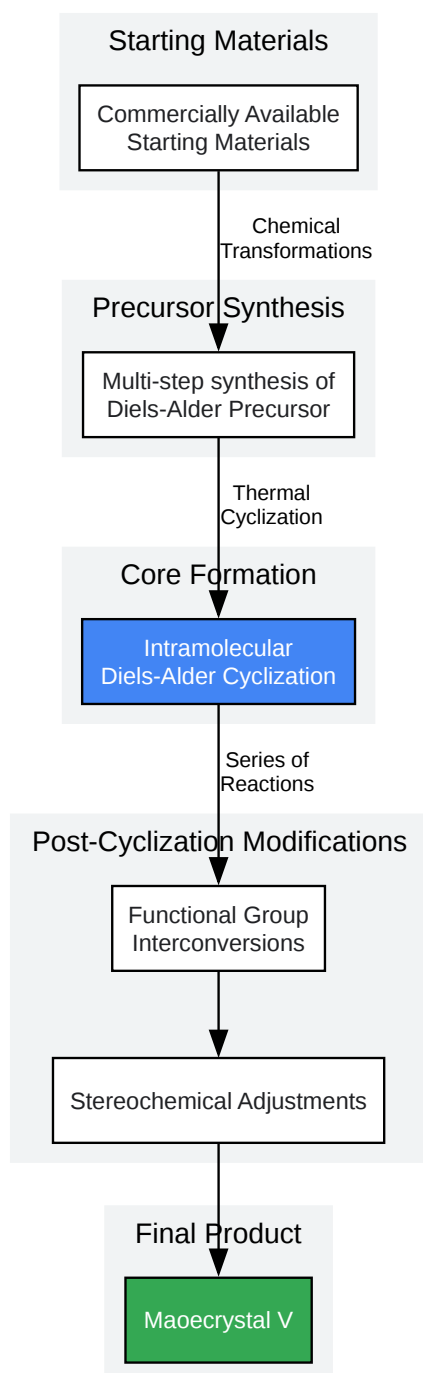 Starting Materials
Commercially Available
Starting Materials
Chemical
Transformations
Precursor Synthesis
Multi-step synthesis of
Diels-Alder Precursor
Thermal
Cyclization
Core Formation
Intramolecular
Diels-Alder Cyclization
Series of
Reactions
Post-Cyclization Modifications
Functional Group
Interconversions
Stereochemical Adjustments
Final Product
Maoecrystal V